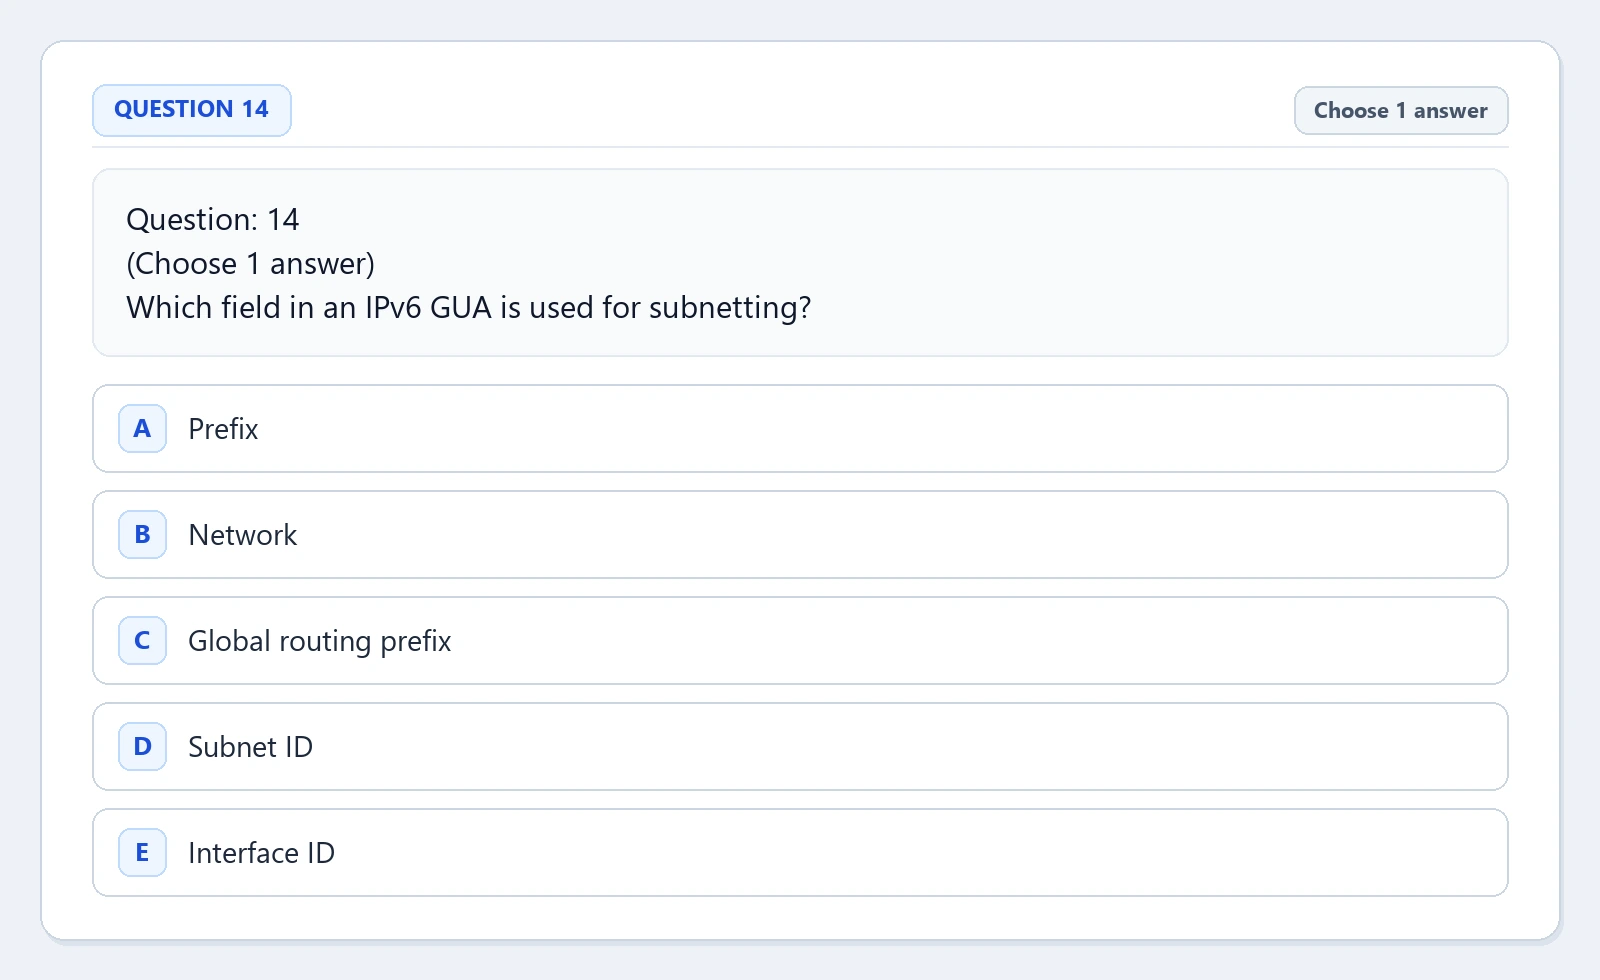 QUESTION 14
Choose 1 answer
Question: 14
(Choose 1 answer)
Which field in an IPv6 GUA is used for subnetting?
A Prefix
B Network
C Global routing prefix
D Subnet ID
E Interface ID